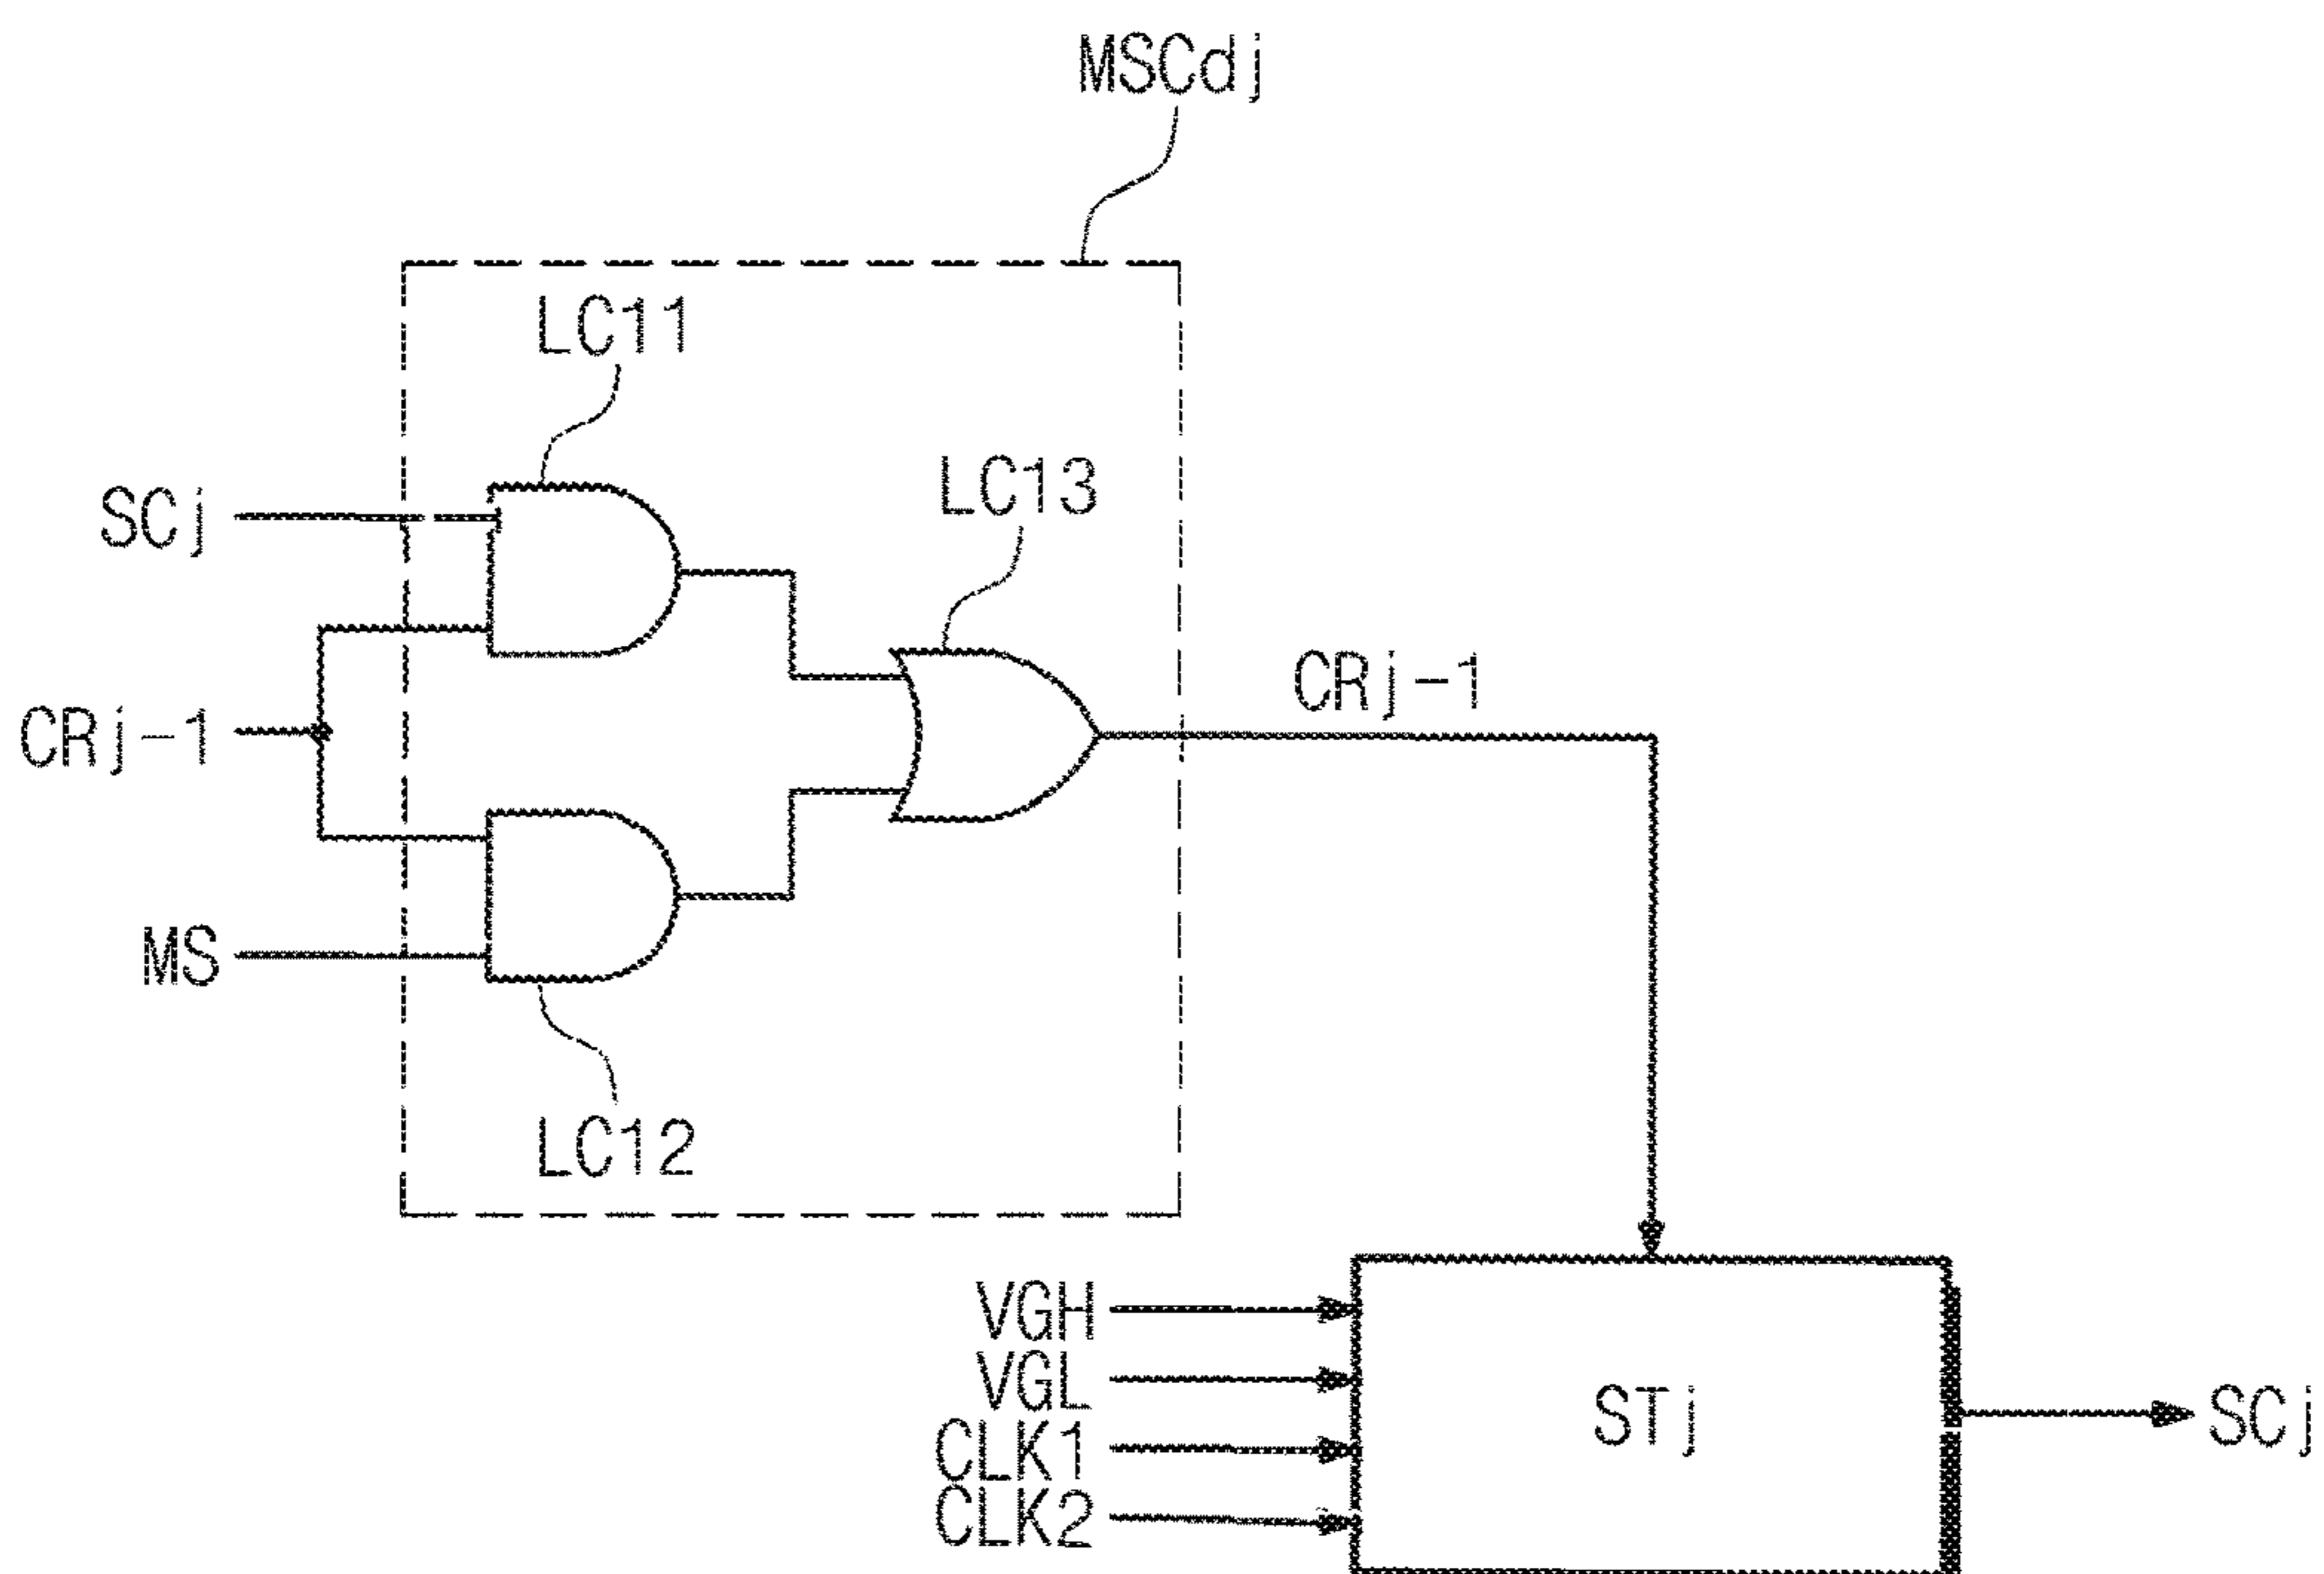 MSCdj
LC11
SCj
LC13
CRj-1
CRj-1
MS
LC12
VGH
VGL
STj
SCj
CLK1
CLK2